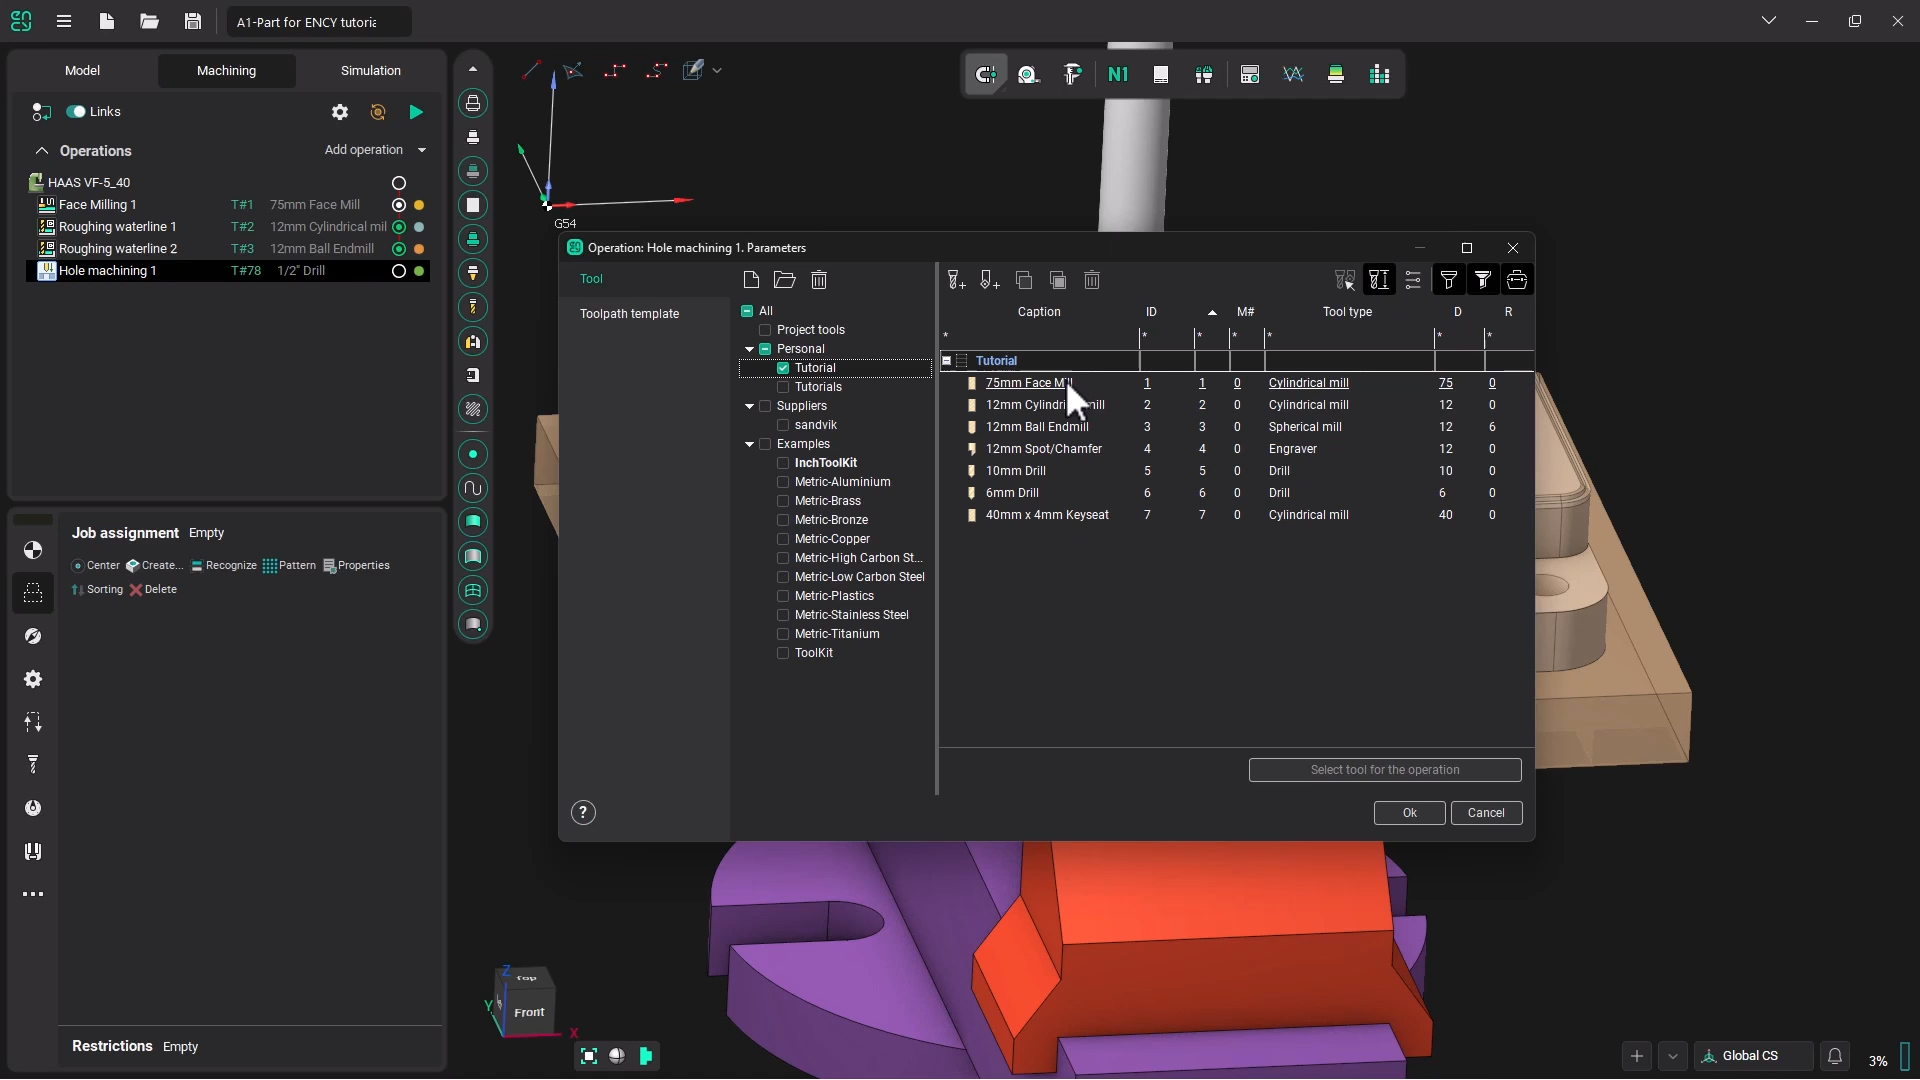 A1-Part for ENCY tutoria
Model
Machining
Simulation
Links
Operations
Add operation
HAAS VF-5_40
Face Milling 1 T#1 75mm Face Mill
Roughing waterline 1 T#2 12mm Cylindrical mil
Roughing waterline 2 T#3 12mm Ball Endmill
Hole machining 1 T#78 1/2" Drill
Job assignment Empty
Center Create... Recognize Pattern Properties
Sorting Delete
Restrictions Empty
G54
N1
Operation: Hole machining 1. Parameters
Tool
Toolpath template
All
Project tools
Personal
Tutorial
Tutorials
Suppliers
sandvik
Examples
InchToolKit
Metric-Aluminium
Metric-Brass
Metric-Bronze
Metric-Copper
Metric-High Carbon St...
Metric-Low Carbon Steel
Metric-Plastics
Metric-Stainless Steel
Metric-Titanium
ToolKit
Caption ID M# Tool type D R
* * * * * * *
Tutorial
75mm Face Mill 1 1 0 Cylindrical mill 75 0
12mm Cylindrical mill 2 2 0 Cylindrical mill 12 0
12mm Ball Endmill 3 3 0 Spherical mill 12 6
12mm Spot/Chamfer 4 4 0 Engraver 12 0
10mm Drill 5 5 0 Drill 10 0
6mm Drill 6 6 0 Drill 6 0
40mm x 4mm Keyseat 7 7 0 Cylindrical mill 40 0
Select tool for the operation
?
Ok
Cancel
Z
Top
Y
Front
X
Global CS
3%